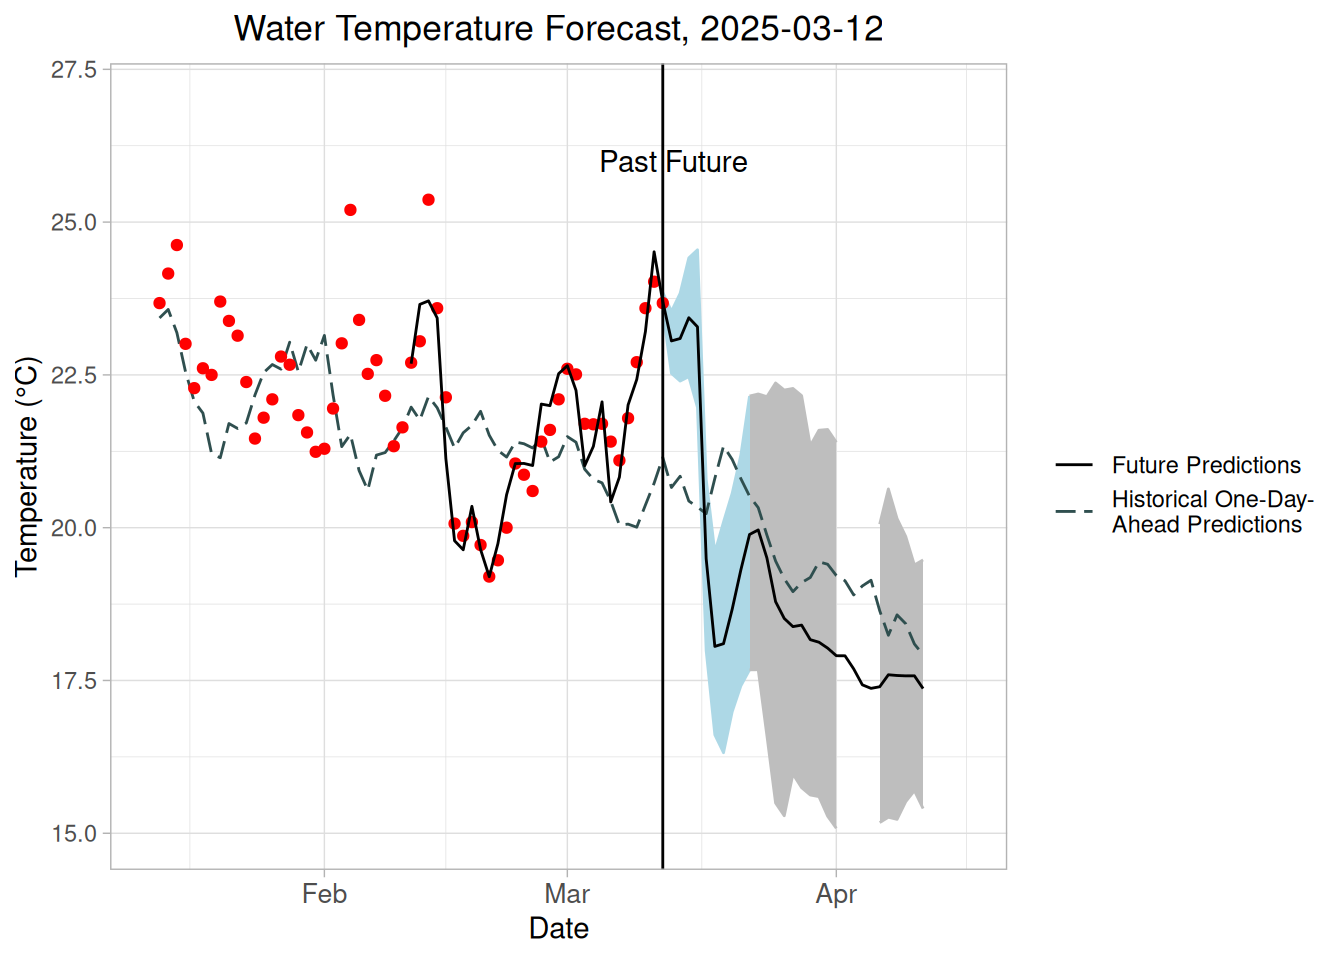 Water Temperature Forecast, 2025-03-12
27.5
25.0
22.5
20.0
17.5
15.0
Temperature (°C)
Past Future
Feb
Mar
Apr
Date
Future Predictions
Historical One-Day-
Ahead Predictions